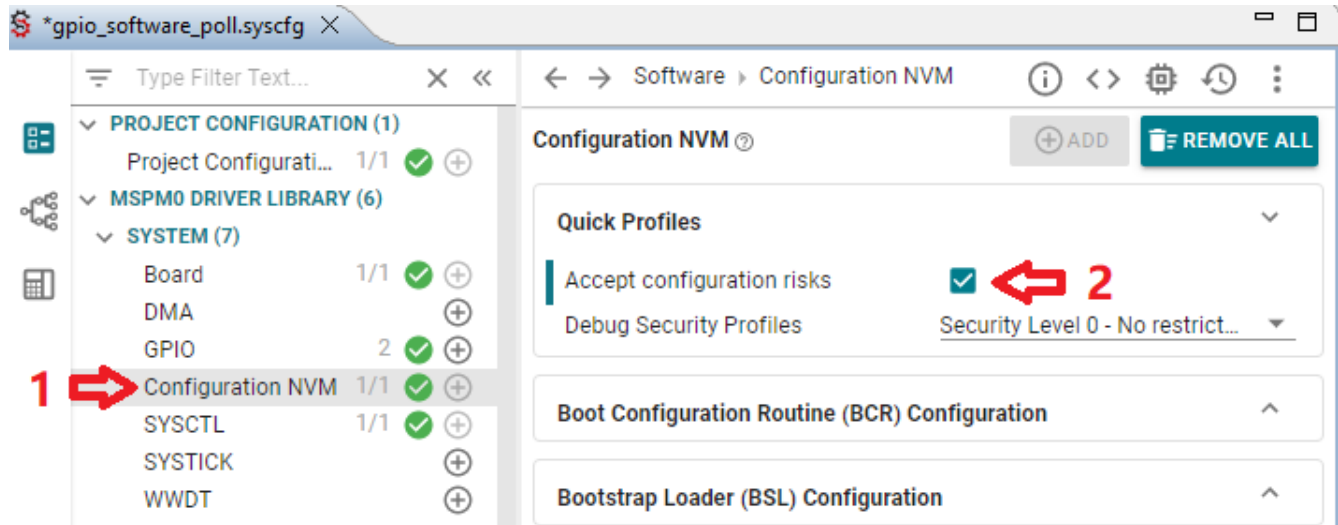 *gpio_software_poll.syscfg
Type Filter Text...
PROJECT CONFIGURATION (1)
Project Configurati... 1/1
MSPM0 DRIVER LIBRARY (6)
SYSTEM (7)
Board 1/1
DMA
GPIO 2
1 Configuration NVM 1/1
SYSCTL 1/1
SYSTICK
WWDT
Software Configuration NVM
Configuration NVM ADD REMOVE ALL
Quick Profiles
Accept configuration risks 2
Debug Security Profiles Security Level 0 - No restrict...
Boot Configuration Routine (BCR) Configuration
Bootstrap Loader (BSL) Configuration